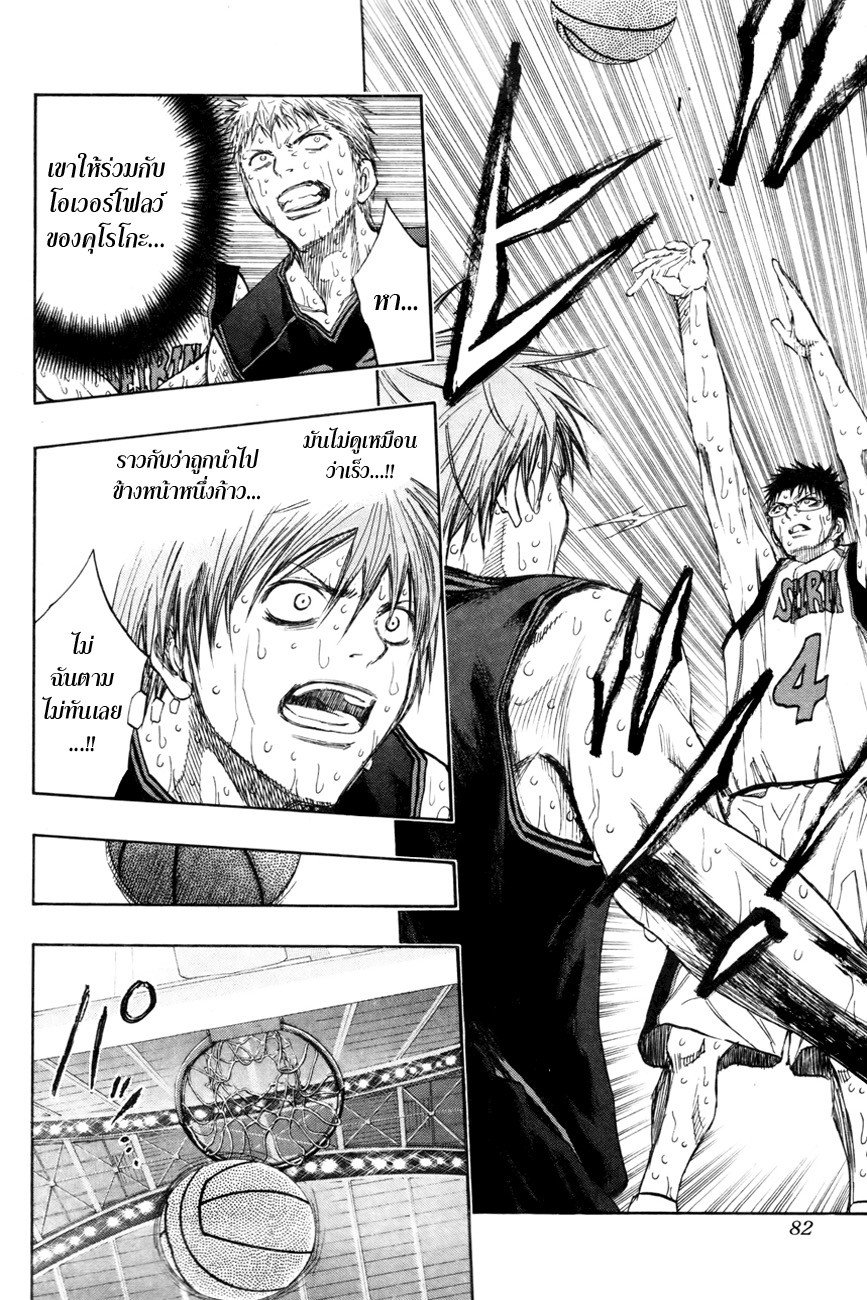 ビッ
SEIRIN
4
หา...
เขาให้ร่วมกับ
โอเวอร์โฟลว์
ของคุโรโกะ...
มันไม่ดูเหมือน
ว่าเร็ว...!!
ราวกับว่าถูกนำไป
ข้างหน้าหนึ่งก้าว...
ไม่
ฉันตาม
ไม่ทันเลย
...!!
82